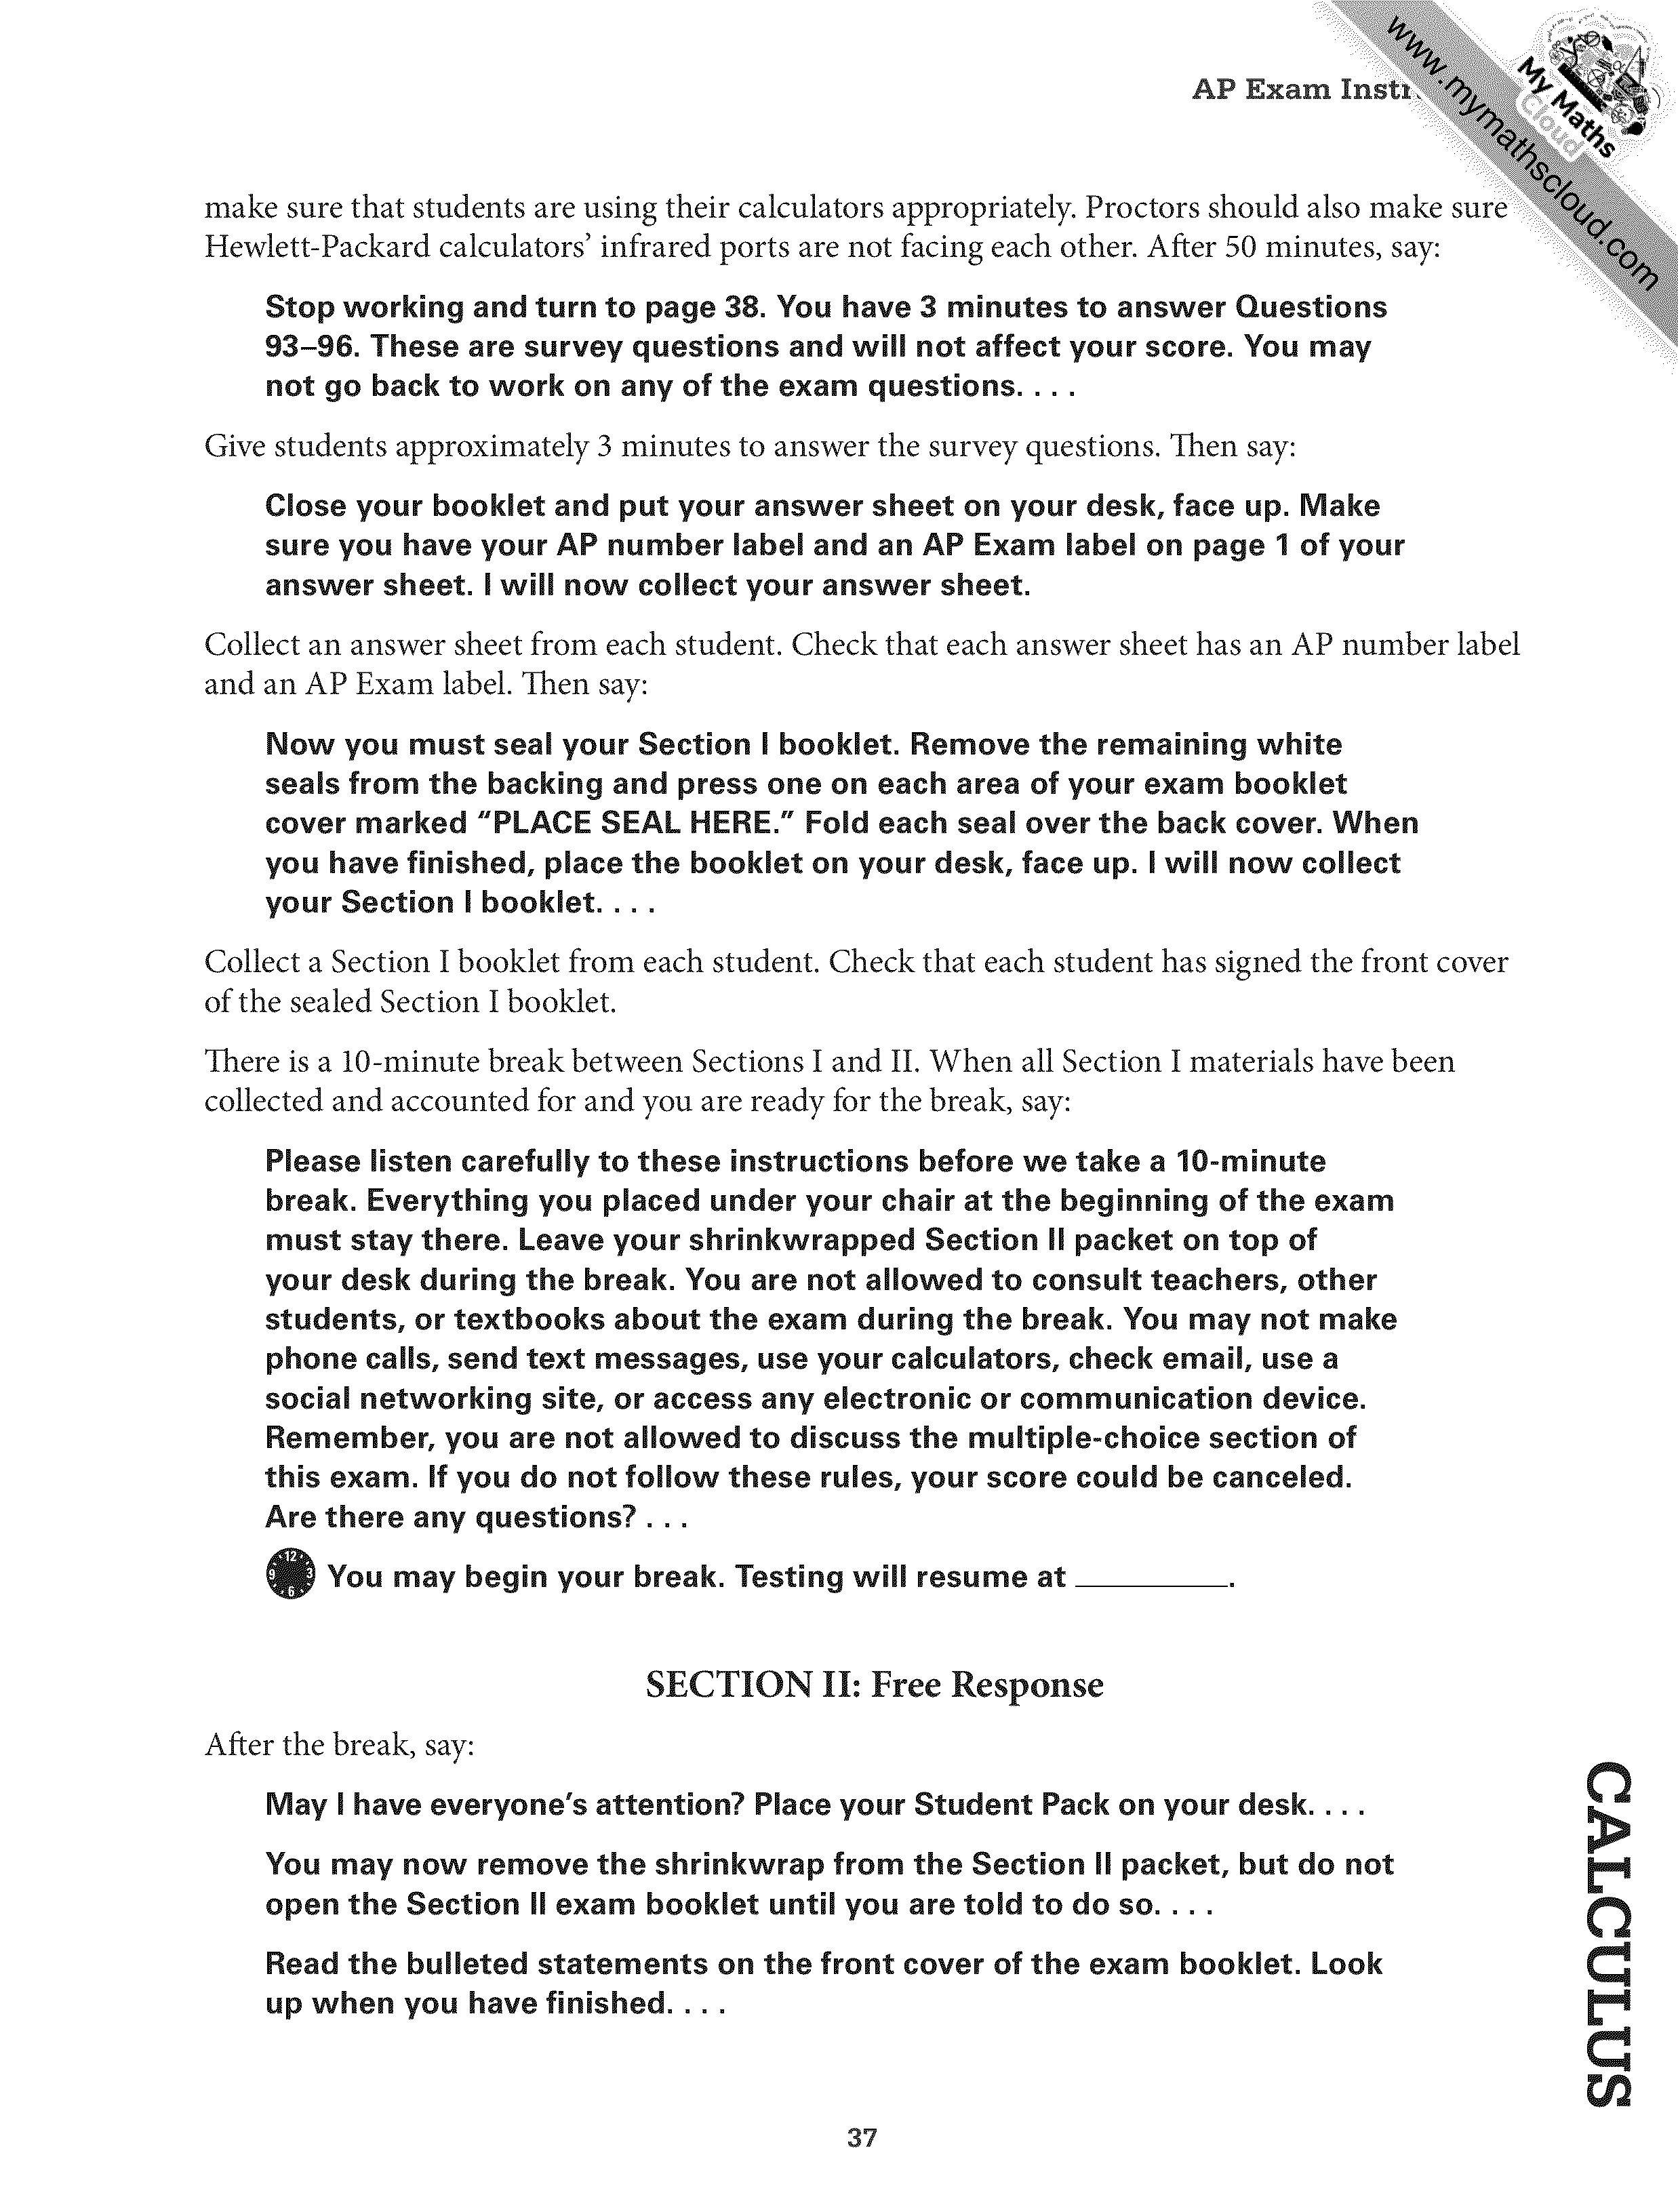 www.mymathscloud.com
My Maths
Cloud
AP Exam
make sure that students are using their calculators appropriately. Proctors should also make sure
Hewlett-Packard calculators’ infrared ports are not facing each other. After 50 minutes, say:
Stop working and turn to page 38. You have 3 minutes to answer Questions
93–96. These are survey questions and will not affect your score. You may
not go back to work on any of the exam questions. . . .
Give students approximately 3 minutes to answer the survey questions. Then say:
Close your booklet and put your answer sheet on your desk, face up. Make
sure you have your AP number label and an AP Exam label on page 1 of your
answer sheet. I will now collect your answer sheet.
Collect an answer sheet from each student. Check that each answer sheet has an AP number label
and an AP Exam label. Then say:
Now you must seal your Section I booklet. Remove the remaining white
seals from the backing and press one on each area of your exam booklet
cover marked “PLACE SEAL HERE.” Fold each seal over the back cover. When
you have finished, place the booklet on your desk, face up. I will now collect
your Section I booklet. . . .
Collect a Section I booklet from each student. Check that each student has signed the front cover
of the sealed Section I booklet.
There is a 10-minute break between Sections I and II. When all Section I materials have been
collected and accounted for and you are ready for the break, say:
Please listen carefully to these instructions before we take a 10-minute
break. Everything you placed under your chair at the beginning of the exam
must stay there. Leave your shrinkwrapped Section II packet on top of
your desk during the break. You are not allowed to consult teachers, other
students, or textbooks about the exam during the break. You may not make
phone calls, send text messages, use your calculators, check email, use a
social networking site, or access any electronic or communication device.
Remember, you are not allowed to discuss the multiple-choice section of
this exam. If you do not follow these rules, your score could be canceled.
Are there any questions? . . .
12 9 3 6 You may begin your break. Testing will resume at ________.
SECTION II: Free Response
After the break, say:
May I have everyone’s attention? Place your Student Pack on your desk. . . .
You may now remove the shrinkwrap from the Section II packet, but do not
open the Section II exam booklet until you are told to do so. . . .
Read the bulleted statements on the front cover of the exam booklet. Look
up when you have finished. . . .
CALCULUS
37